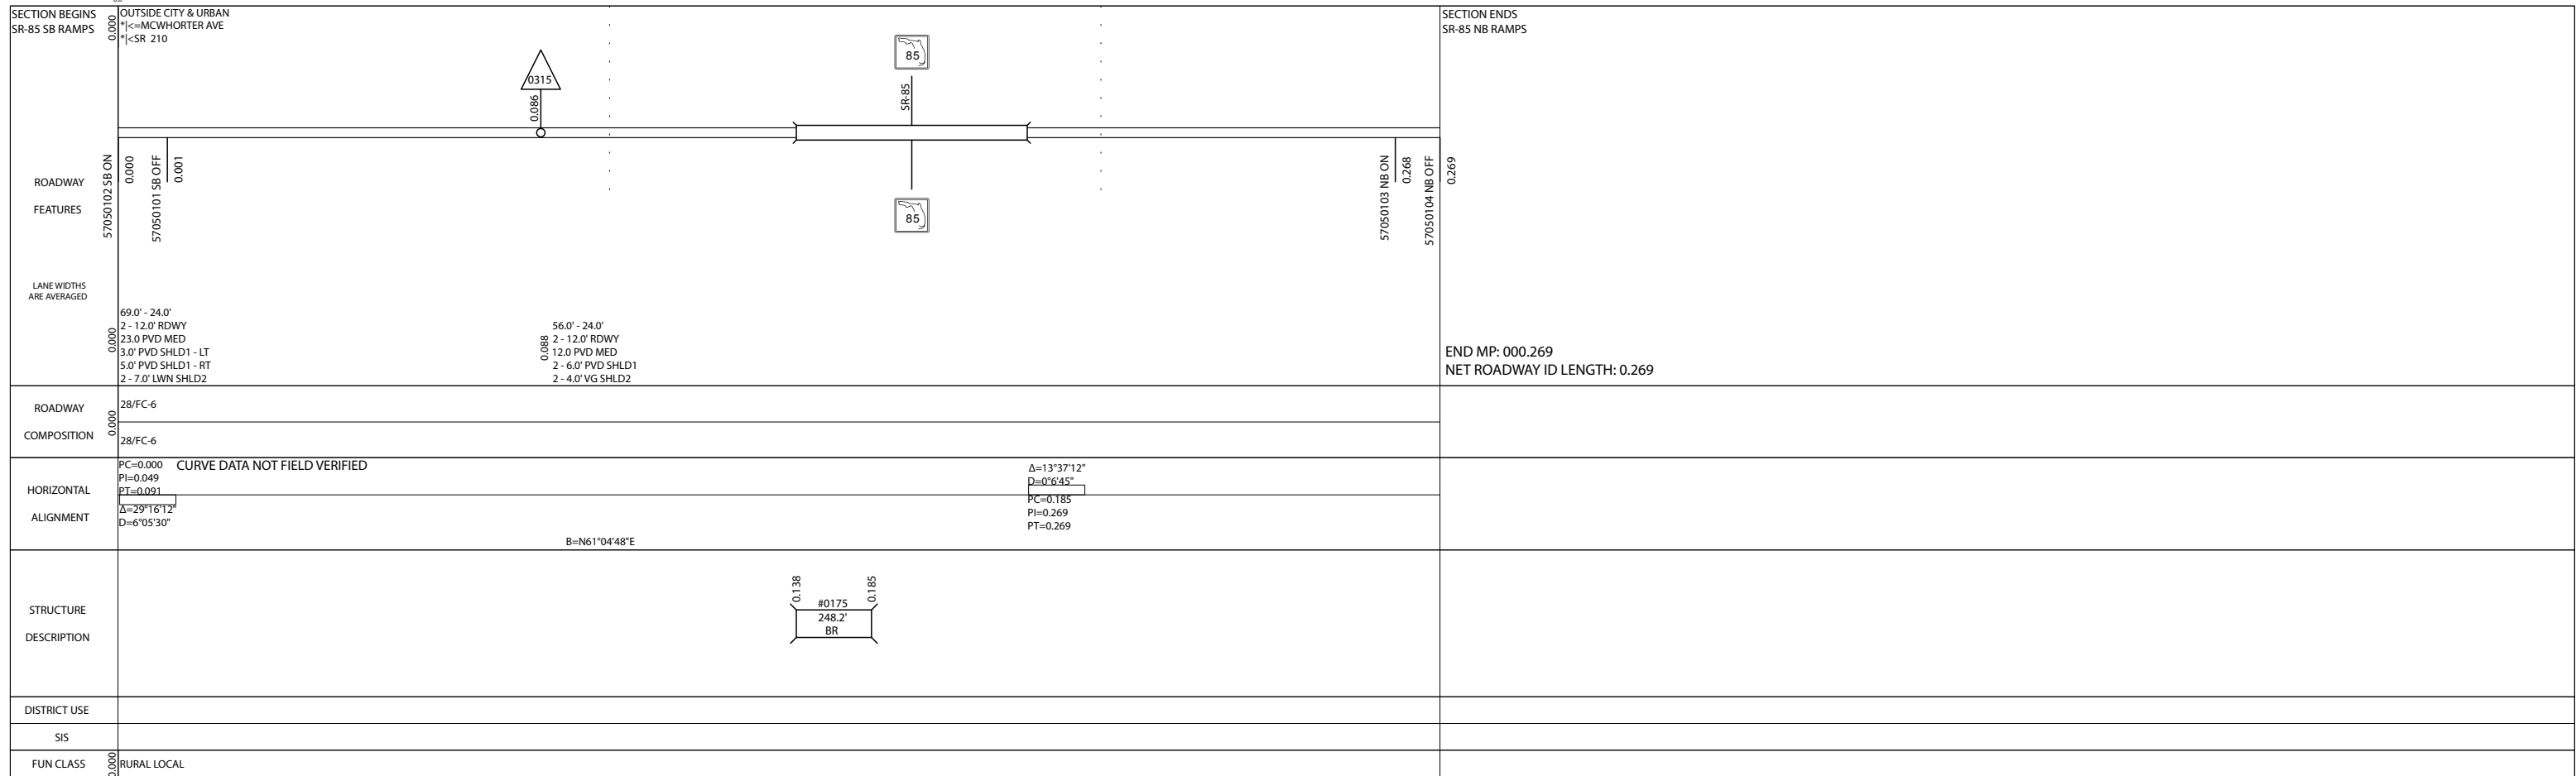 SECTION BEGINS
SR-85 SB RAMPS
0.000
OUTSIDE CITY & URBAN
*|<=MCWHORTER AVE
*|<SR 210
SECTION ENDS
SR-85 NB RAMPS
0315
0.086
85
SR-85
85
ROADWAY
FEATURES
57050102 SB ON
0.000
57050101 SB OFF
0.001
57050103 NB ON
0.268
57050104 NB OFF
0.269
LANE WIDTHS
ARE AVERAGED
0.000
69.0' - 24.0'
2 - 12.0' RDWY
23.0 PVD MED
3.0' PVD SHLD1 - LT
5.0' PVD SHLD1 - RT
2 - 7.0' LWN SHLD2
0.088
56.0' - 24.0'
2 - 12.0' RDWY
12.0 PVD MED
2 - 6.0' PVD SHLD1
2 - 4.0' VG SHLD2
END MP: 000.269
NET ROADWAY ID LENGTH: 0.269
ROADWAY
COMPOSITION
0.000
28/FC-6
28/FC-6
HORIZONTAL
ALIGNMENT
PC=0.000
CURVE DATA NOT FIELD VERIFIED
PI=0.049
PT=0.091
Δ=29°16'12"
D=6°05'30"
B=N61°04'48"E
Δ=13°37'12"
D=0°6'45"
PC=0.185
PI=0.269
PT=0.269
STRUCTURE
DESCRIPTION
0.138
0.185
#0175
248.2'
BR
DISTRICT USE
SIS
FUN CLASS
0.000
RURAL LOCAL